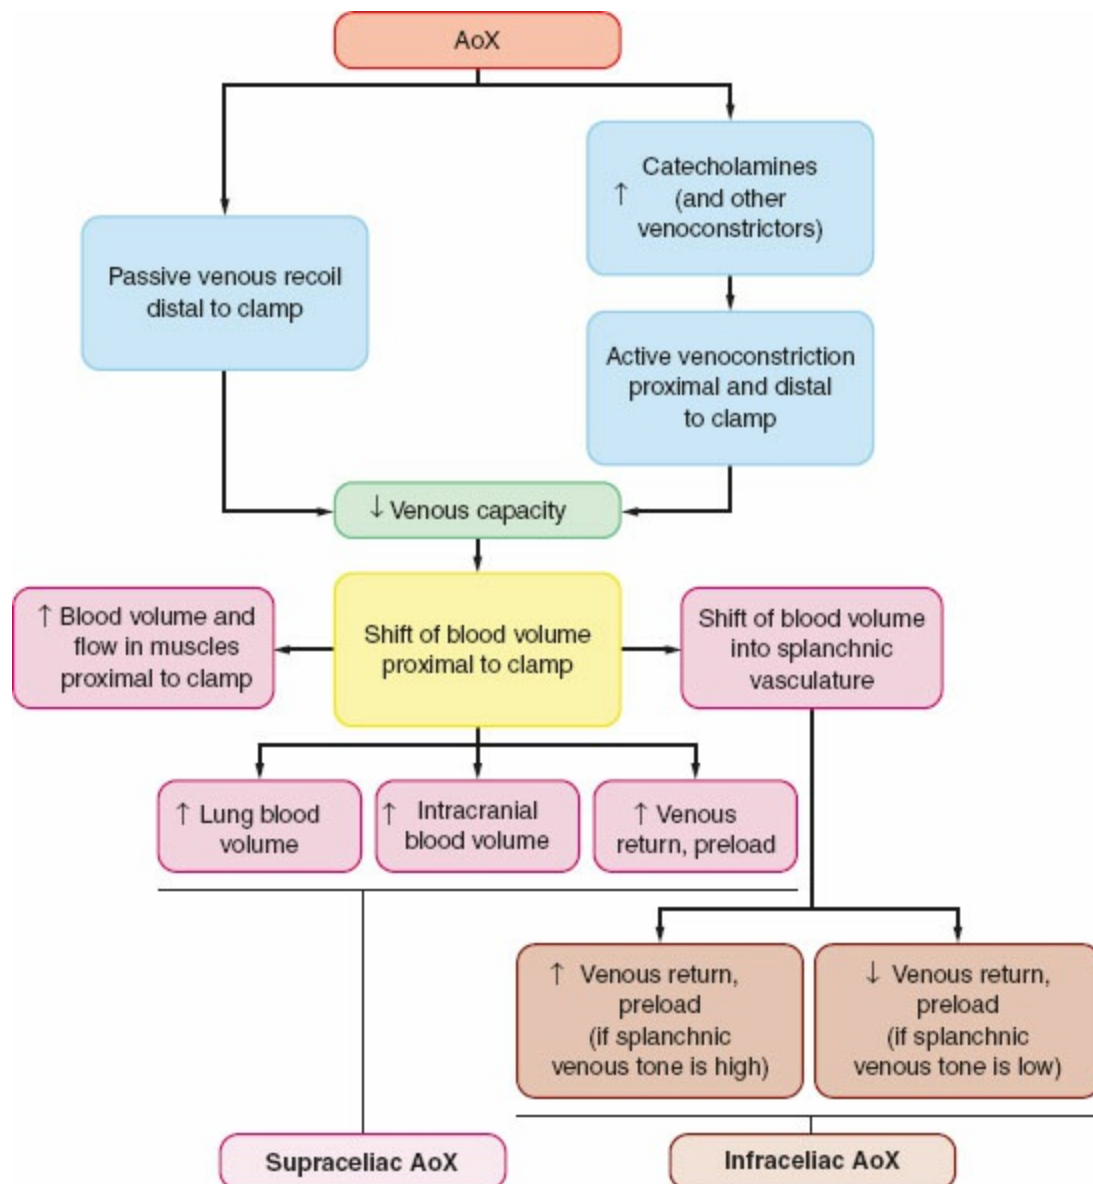 AoX
↑ Catecholamines
(and other
venoconstrictors)
Passive venous recoil
distal to clamp
Active venoconstriction
proximal and distal
to clamp
↓ Venous capacity
↑ Blood volume and
flow in muscles
proximal to clamp
Shift of blood volume
proximal to clamp
Shift of blood volume
into splanchnic
vasculature
↑ Lung blood
volume
↑ Intracranial
blood volume
↑ Venous
return, preload
↑ Venous return,
preload
(if splanchnic
venous tone is high)
↓ Venous return,
preload
(if splanchnic
venous tone is low)
Supraceliac AoX
Infraceliac AoX